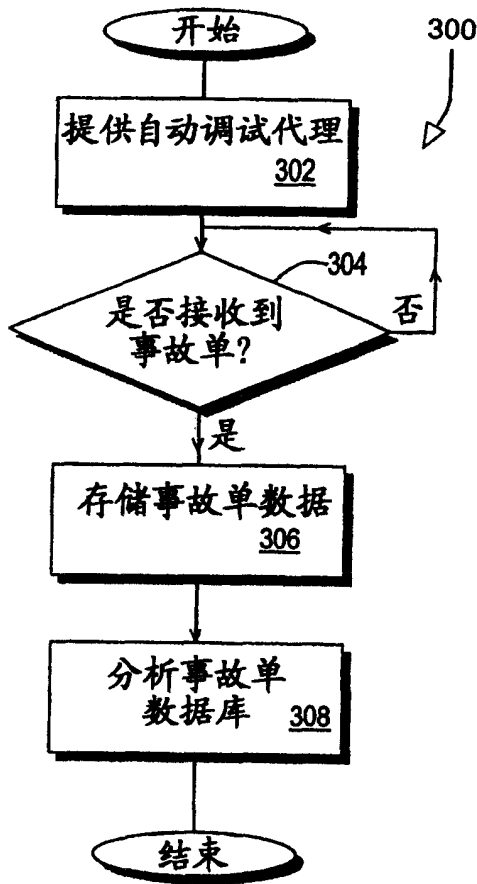 开始
300
提供自动调试代理
302
304
是否接收到
事故单?
否
是
存储事故单数据
306
分析事故单
数据库
308
结束